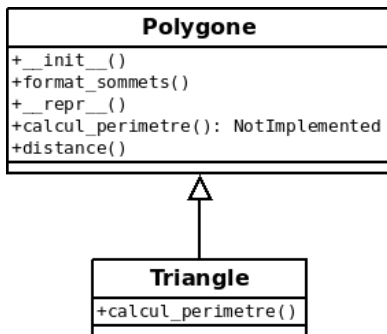 Polygone
+__init__()
+format_sommets()
+__repr__()
+calcul_perimetre(): NotImplemented
+distance()
Triangle
+calcul_perimetre()